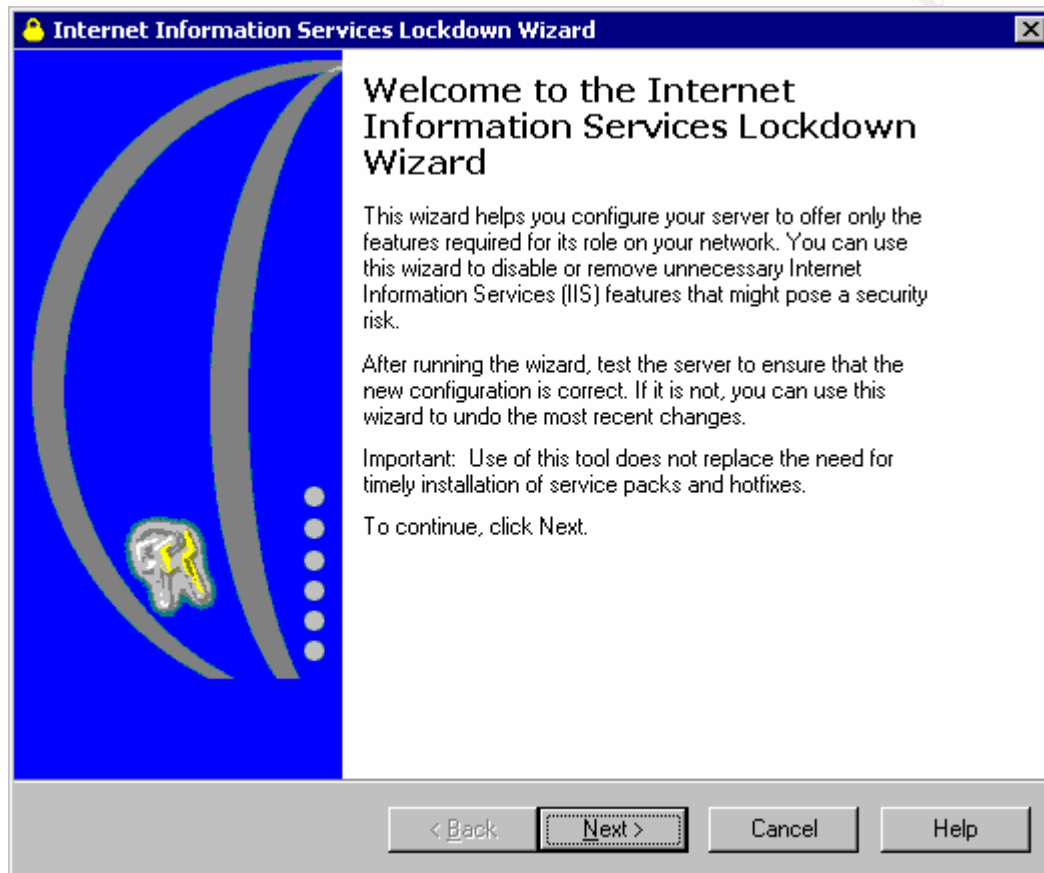 Internet Information Services Lockdown Wizard
Welcome to the Internet
Information Services Lockdown
Wizard
This wizard helps you configure your server to offer only the
features required for its role on your network. You can use
this wizard to disable or remove unnecessary Internet
Information Services (IIS) features that might pose a security
risk.
After running the wizard, test the server to ensure that the
new configuration is correct. If it is not, you can use this
wizard to undo the most recent changes.
Important:  Use of this tool does not replace the need for
timely installation of service packs and hotfixes.
To continue, click Next.
< Back
Next >
Cancel
Help